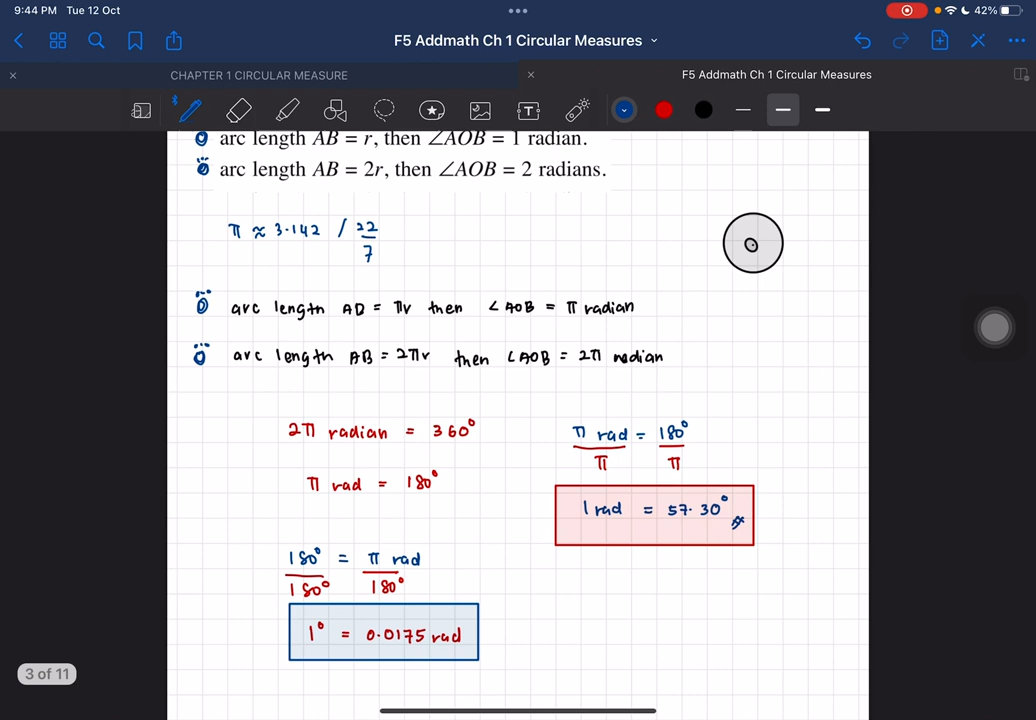 9:44 PM Tue 12 Oct
42%
F5 Addmath Ch 1 Circular Measures
CHAPTER 1 CIRCULAR MEASURE
F5 Addmath Ch 1 Circular Measures
arc length AB = r, then ∠AOB = 1 radian.
arc length AB = 2r, then ∠AOB = 2 radians.
π ≈ 3.142 / 22/7
arc length AD = πr then ∠AOB = π radian
arc length AB = 2πr then ∠AOB = 2π radian
2π radian = 360°
π rad = 180°
180°/180° = π rad/180°
1° = 0.0175 rad
π rad/π = 180°/π
1 rad = 57.30°
3 of 11